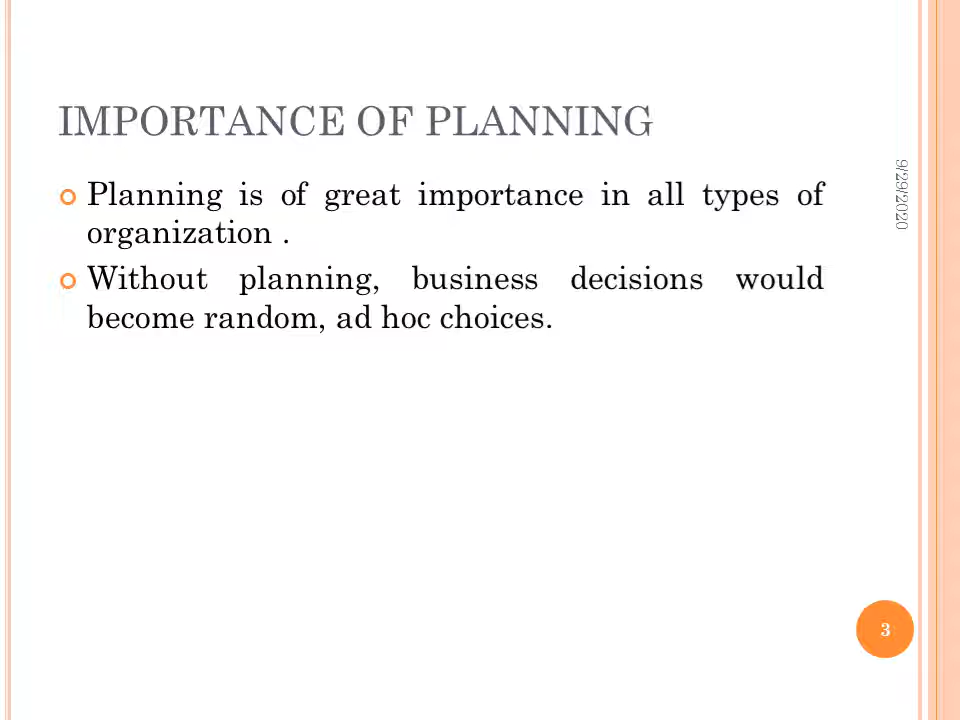 IMPORTANCE OF PLANNING
Planning is of great importance in all types of
organization .
Without planning, business decisions would
become random, ad hoc choices.
9/29/2020
3